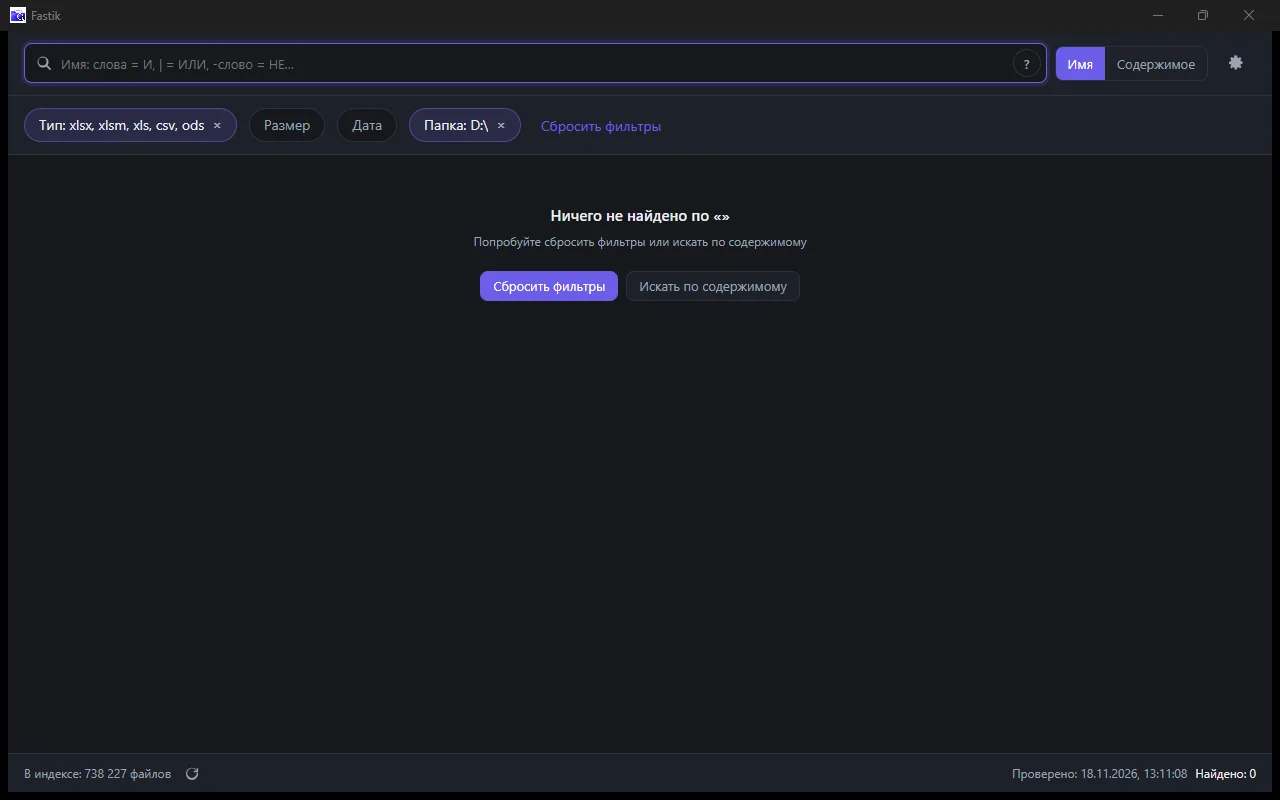 Fastik
Имя: слова = И, | = ИЛИ, -слово = НЕ...
?
Имя
Содержимое
Тип: xlsx, xlsm, xls, csv, ods ×
Размер
Дата
Папка: D:\ ×
Сбросить фильтры
Ничего не найдено по «»
Попробуйте сбросить фильтры или искать по содержимому
Сбросить фильтры
Искать по содержимому
В индексе: 738 227 файлов
Проверено: 18.11.2026, 13:11:08 Найдено: 0